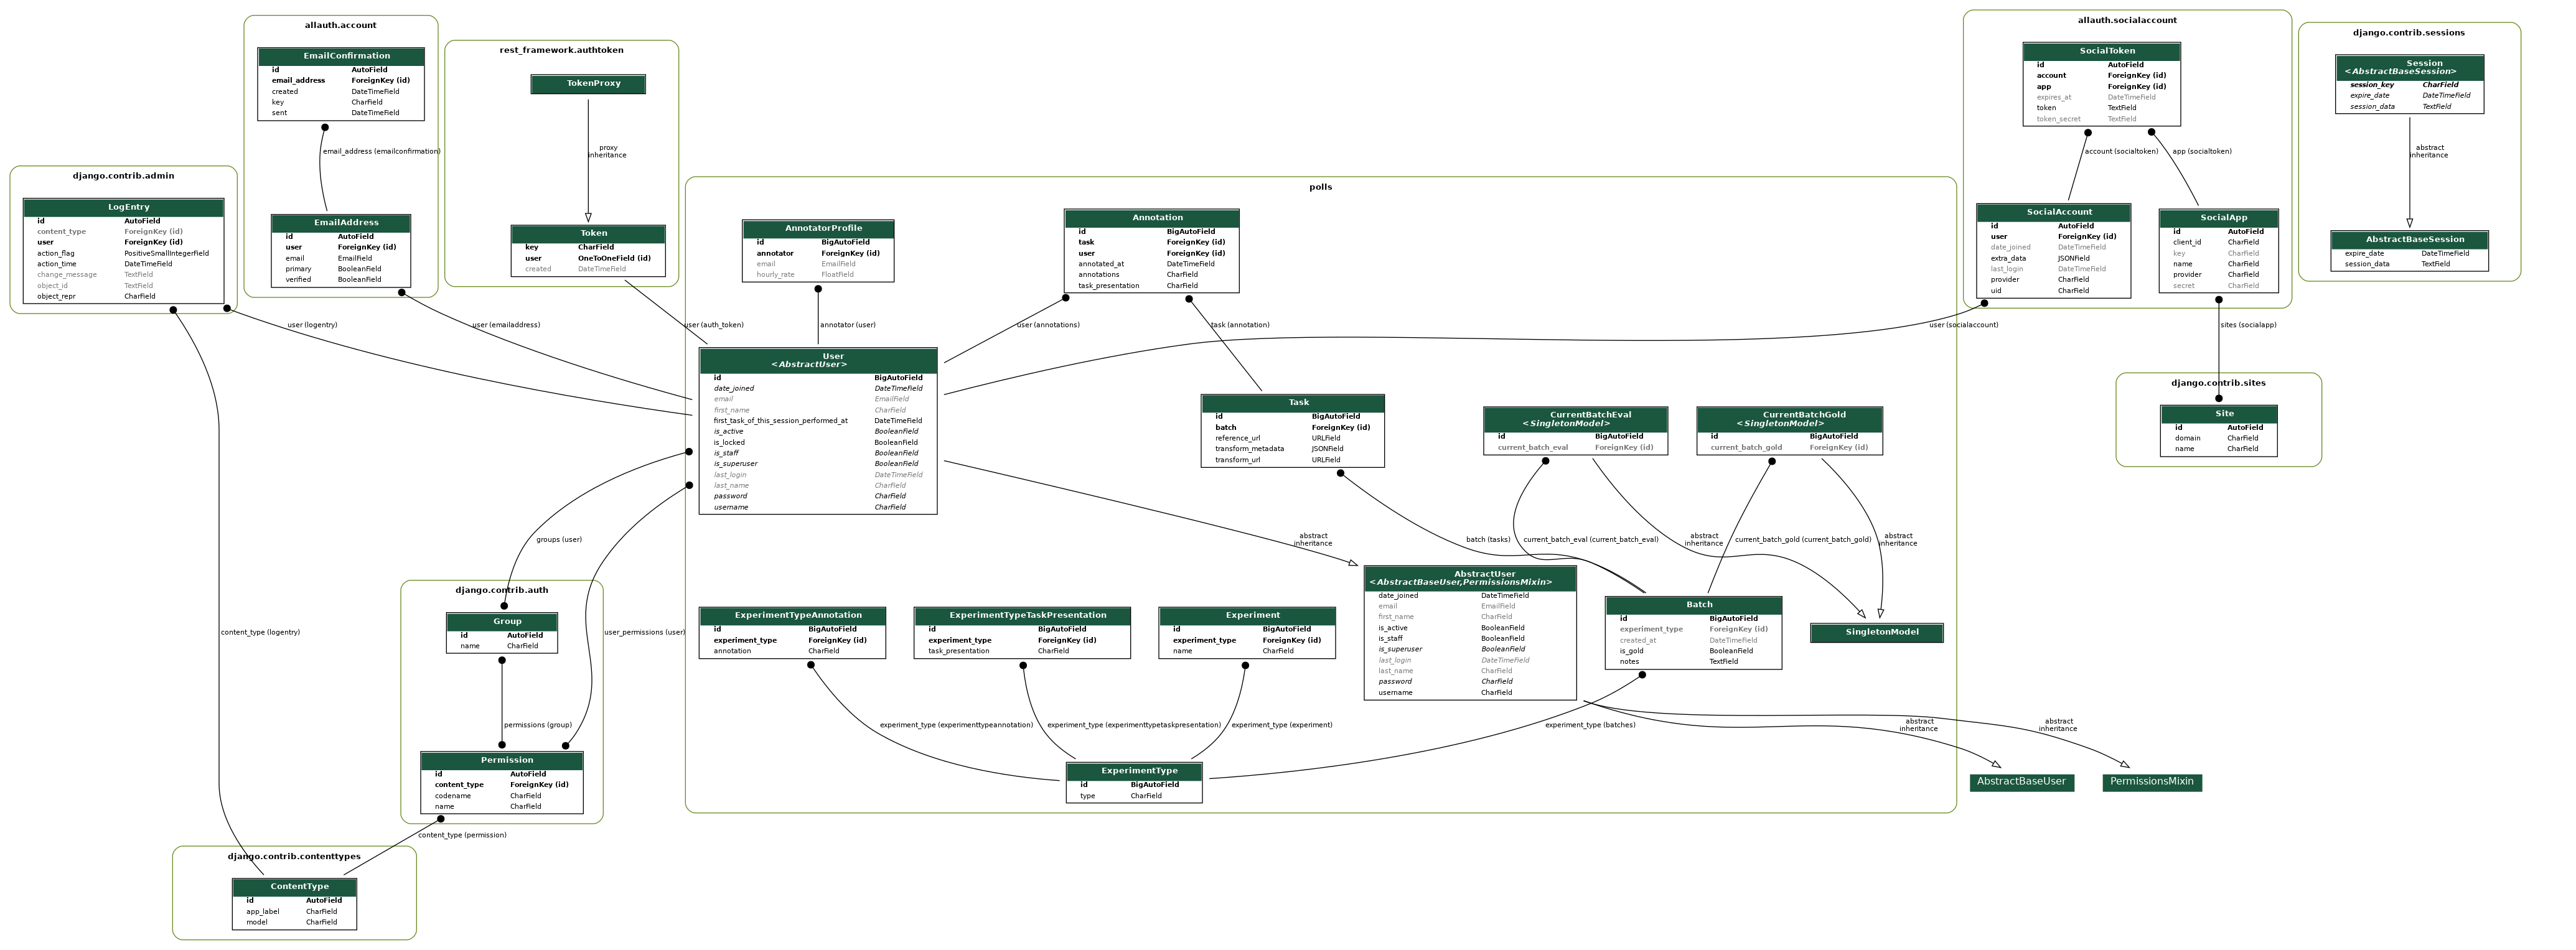 allauth.account
EmailConfirmation
id AutoField
email_address ForeignKey (id)
created DateTimeField
key CharField
sent DateTimeField
email_address (emailconfirmation)
EmailAddress
id AutoField
user ForeignKey (id)
email EmailField
primary BooleanField
verified BooleanField
user (emailaddress)
rest_framework.authtoken
TokenProxy
proxy
inheritance
Token
key CharField
user OneToOneField (id)
created DateTimeField
user (auth_token)
django.contrib.admin
LogEntry
id AutoField
content_type ForeignKey (id)
user ForeignKey (id)
action_flag PositiveSmallIntegerField
action_time DateTimeField
change_message TextField
object_id TextField
object_repr CharField
user (logentry)
content_type (logentry)
allauth.socialaccount
SocialToken
id AutoField
account ForeignKey (id)
app ForeignKey (id)
expires_at DateTimeField
token TextField
token_secret TextField
account (socialtoken)
app (socialtoken)
SocialAccount
id AutoField
user ForeignKey (id)
date_joined DateTimeField
extra_data JSONField
last_login DateTimeField
provider CharField
uid CharField
user (socialaccount)
SocialApp
id AutoField
client_id CharField
key CharField
name CharField
provider CharField
secret CharField
sites (socialapp)
django.contrib.sessions
Session
<AbstractBaseSession>
session_key CharField
expire_date DateTimeField
session_data TextField
abstract
inheritance
AbstractBaseSession
expire_date DateTimeField
session_data TextField
django.contrib.sites
Site
id AutoField
domain CharField
name CharField
polls
AnnotatorProfile
id BigAutoField
annotator ForeignKey (id)
email EmailField
hourly_rate FloatField
annotator (user)
Annotation
id BigAutoField
task ForeignKey (id)
user ForeignKey (id)
annotated_at DateTimeField
annotations CharField
task_presentation CharField
user (annotations)
task (annotation)
User
<AbstractUser>
id BigAutoField
date_joined DateTimeField
email EmailField
first_name CharField
first_task_of_this_session_performed_at DateTimeField
is_active BooleanField
is_locked BooleanField
is_staff BooleanField
is_superuser BooleanField
last_login DateTimeField
last_name CharField
password CharField
username CharField
groups (user)
user_permissions (user)
abstract
inheritance
Task
id BigAutoField
batch ForeignKey (id)
reference_url URLField
transform_metadata JSONField
transform_url URLField
batch (tasks)
CurrentBatchEval
<SingletonModel>
id BigAutoField
current_batch_eval ForeignKey (id)
current_batch_eval (current_batch_eval)
abstract
inheritance
CurrentBatchGold
<SingletonModel>
id BigAutoField
current_batch_gold ForeignKey (id)
current_batch_gold (current_batch_gold)
abstract
inheritance
ExperimentTypeAnnotation
id BigAutoField
experiment_type ForeignKey (id)
annotation CharField
experiment_type (experimenttypeannotation)
ExperimentTypeTaskPresentation
id BigAutoField
experiment_type ForeignKey (id)
task_presentation CharField
experiment_type (experimenttypetaskpresentation)
Experiment
id BigAutoField
experiment_type ForeignKey (id)
name CharField
experiment_type (experiment)
AbstractUser
<AbstractBaseUser,PermissionsMixin>
date_joined DateTimeField
email EmailField
first_name CharField
is_active BooleanField
is_staff BooleanField
is_superuser BooleanField
last_login DateTimeField
last_name CharField
password CharField
username CharField
Batch
id BigAutoField
experiment_type ForeignKey (id)
created_at DateTimeField
is_gold BooleanField
notes TextField
experiment_type (batches)
SingletonModel
ExperimentType
id BigAutoField
type CharField
abstract
inheritance
abstract
inheritance
AbstractBaseUser
PermissionsMixin
django.contrib.auth
Group
id AutoField
name CharField
permissions (group)
Permission
id AutoField
content_type ForeignKey (id)
codename CharField
name CharField
content_type (permission)
django.contrib.contenttypes
ContentType
id AutoField
app_label CharField
model CharField